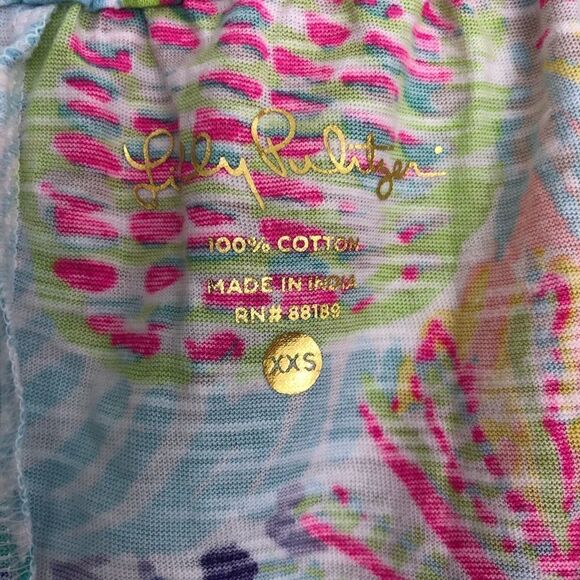 Lilly Pulitzer
100% COTTON
MADE IN INDIA
RN# 88189
XXS